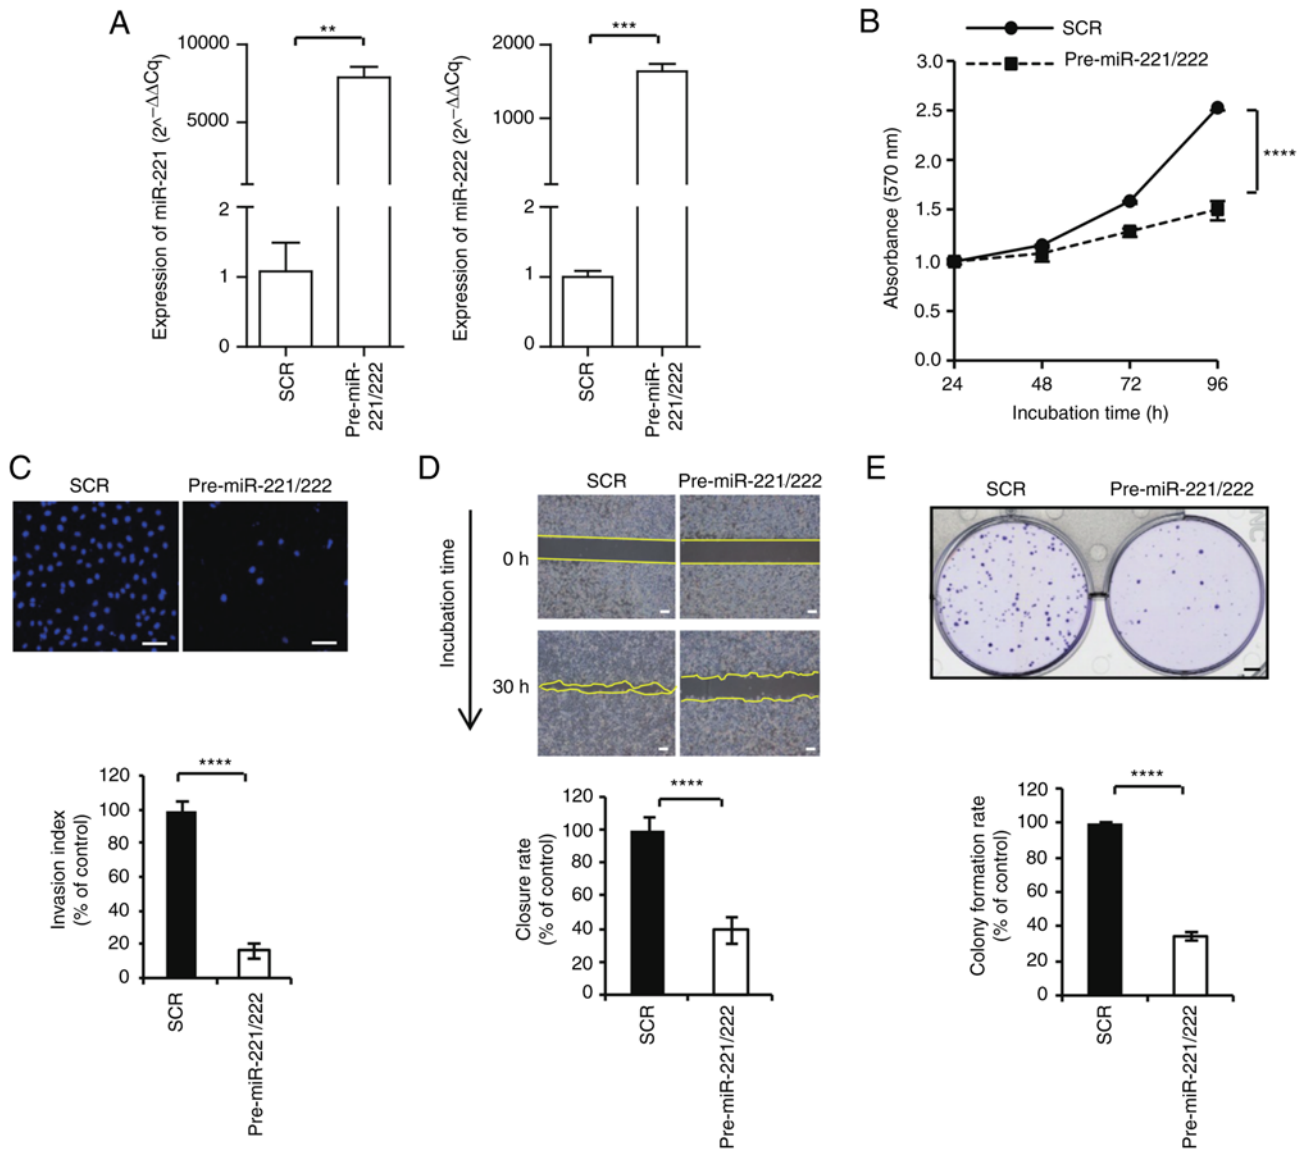 A
Expression of miR-221 (2^−ΔΔCq)
10000
5000
2
1
0
**
SCR
Pre-miR-
221/222
Expression of miR-222 (2^−ΔΔCq)
2000
1000
2
1
0
***
SCR
Pre-miR-
221/222
B
SCR
Pre-miR-221/222
Absorbance (570 nm)
3.0
2.5
2.0
1.5
1.0
0.5
0.0
****
24 48 72 96
Incubation time (h)
C
SCR Pre-miR-221/222
Invasion index
(% of control)
120
100
80
60
40
20
0
****
SCR
Pre-miR-221/222
D
SCR Pre-miR-221/222
Incubation time
0 h
30 h
Closure rate
(% of control)
120
100
80
60
40
20
0
****
SCR
Pre-miR-221/222
E
SCR Pre-miR-221/222
Colony formation rate
(% of control)
120
100
80
60
40
20
0
****
SCR
Pre-miR-221/222